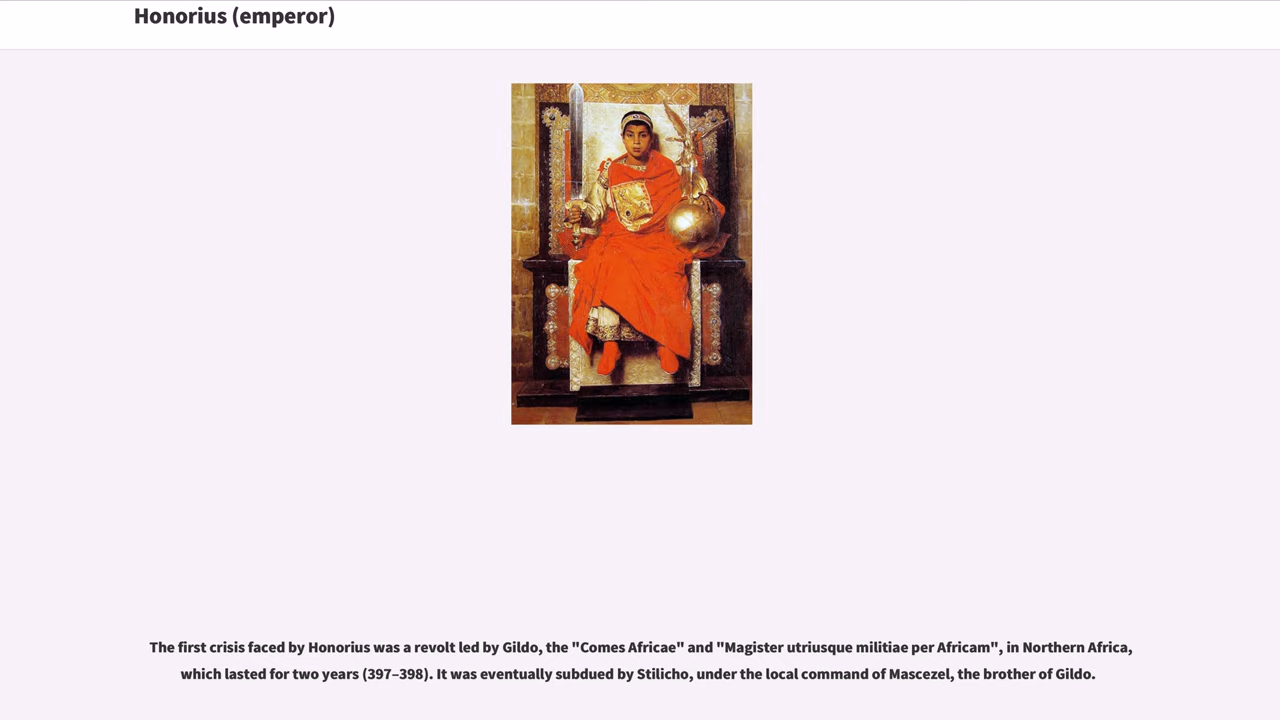 Honorius (emperor)
The first crisis faced by Honorius was a revolt led by Gildo, the "Comes Africae" and "Magister utriusque militiae per Africam", in Northern Africa,
which lasted for two years (397–398). It was eventually subdued by Stilicho, under the local command of Mascezel, the brother of Gildo.